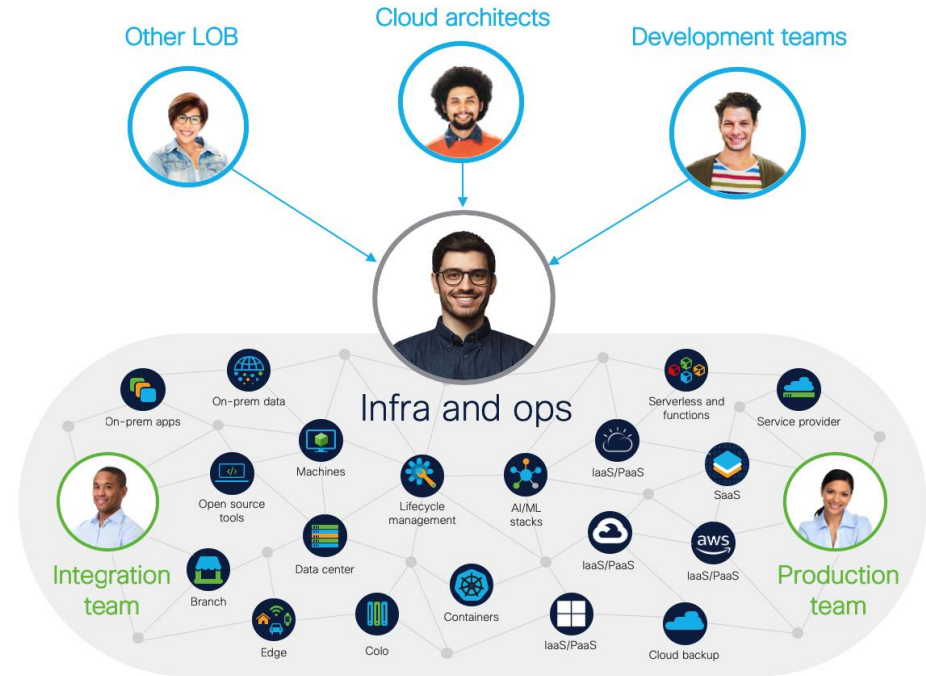 Cloud architects
Other LOB
Development teams
On-prem apps
On-prem data
Infra and ops
Serverless and
functions
Service provider
Machines
Open source
tools
Lifecycle
management
AI/ML
stacks
IaaS/PaaS
SaaS
Integration
team
Branch
Data center
Containers
IaaS/PaaS
aws
IaaS/PaaS
Production
team
Edge
Colo
IaaS/PaaS
Cloud backup